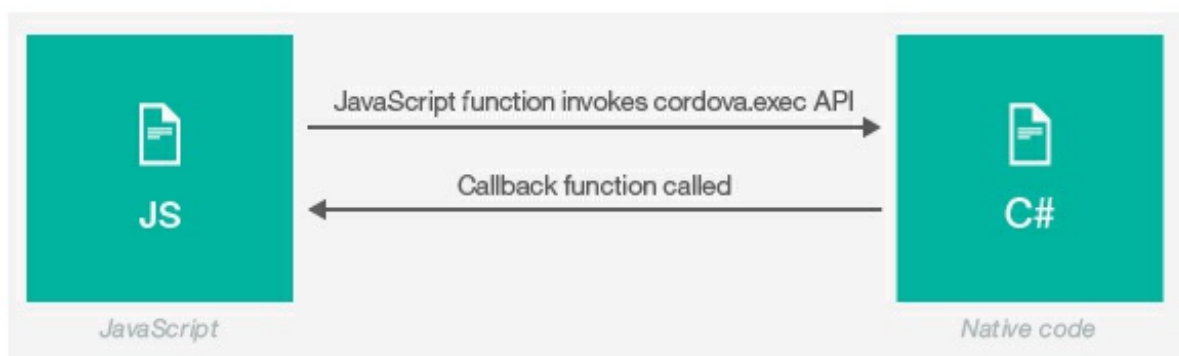 JavaScript function invokes cordova.exec API
Callback function called
JS
C#
JavaScript
Native code